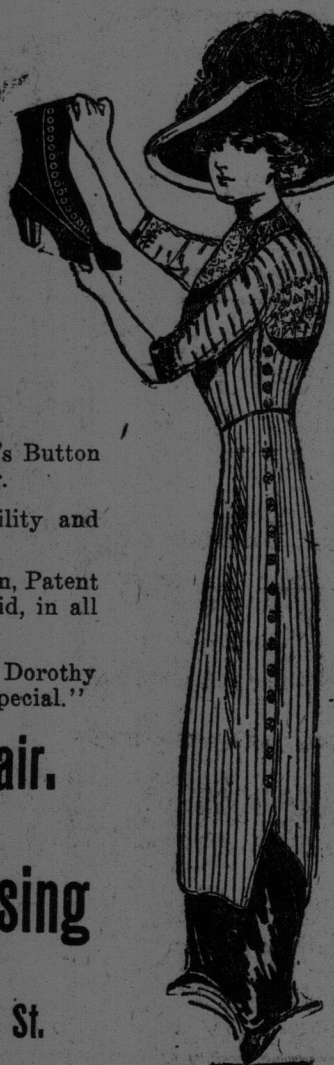 's Button
r.
ility and
n, Patent
id, in all
Dorothy
pecial."
air.
sing
St.